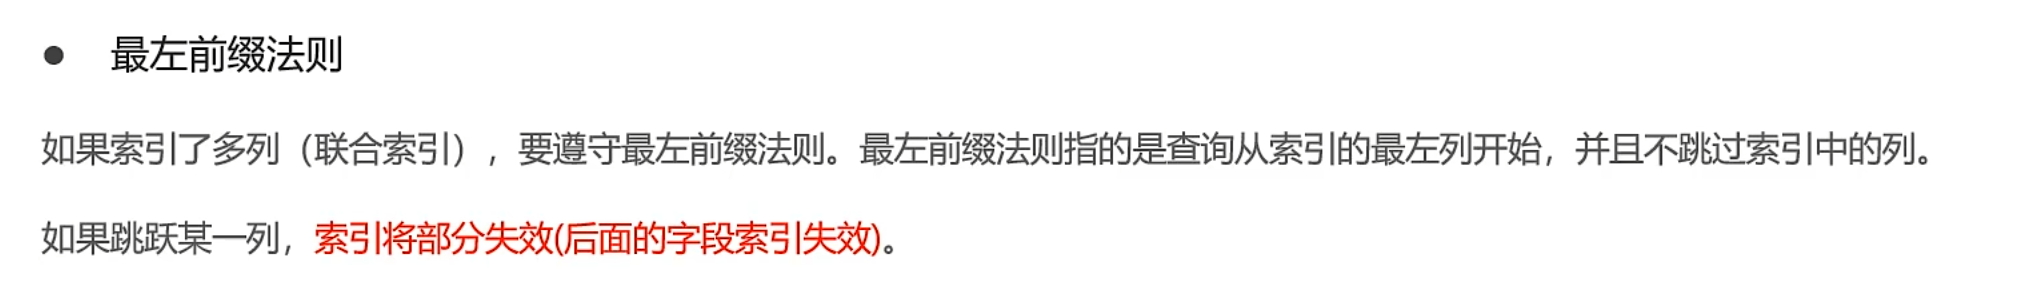 ● 最左前缀法则
如果索引了多列（联合索引），要遵守最左前缀法则。最左前缀法则指的是查询从索引的最左列开始，并且不跳过索引中的列。
如果跳跃某一列，索引将部分失效(后面的字段索引失效)。